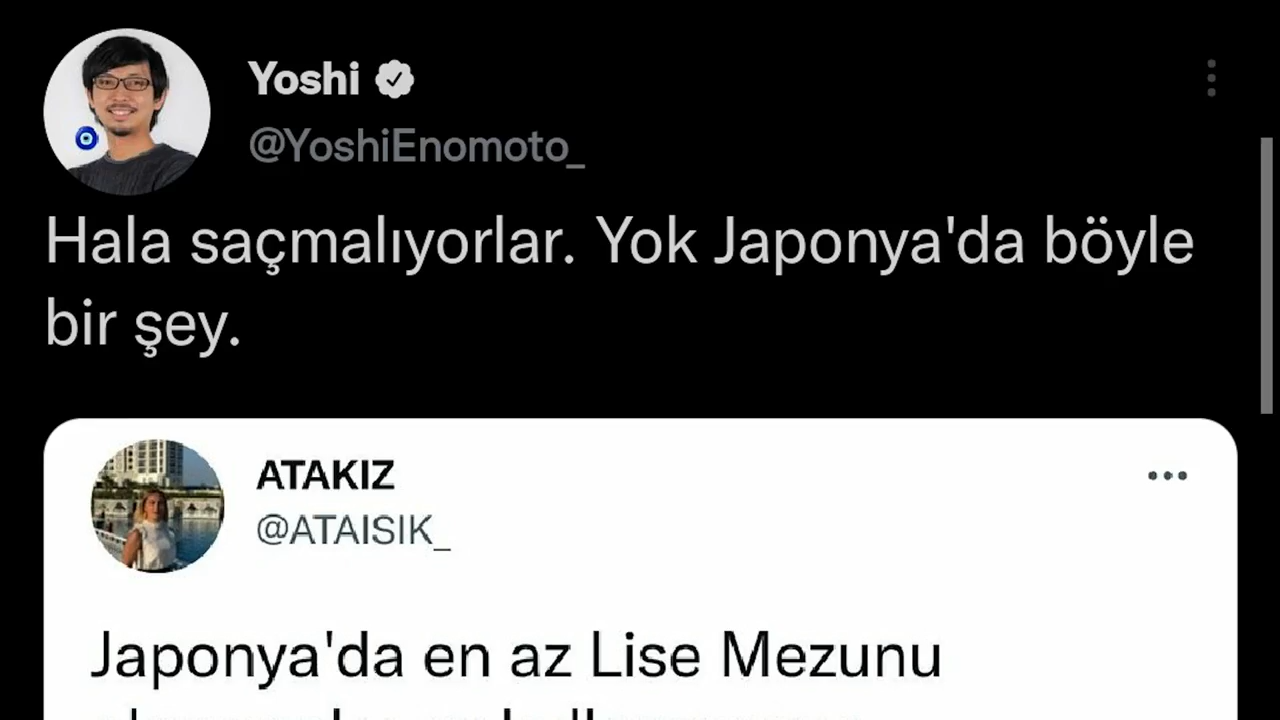 Yoshi
@YoshiEnomoto_
Hala saçmalıyorlar. Yok Japonya'da böyle
bir şey.
ATAKIZ
@ATAISIK_
Japonya'da en az Lise Mezunu